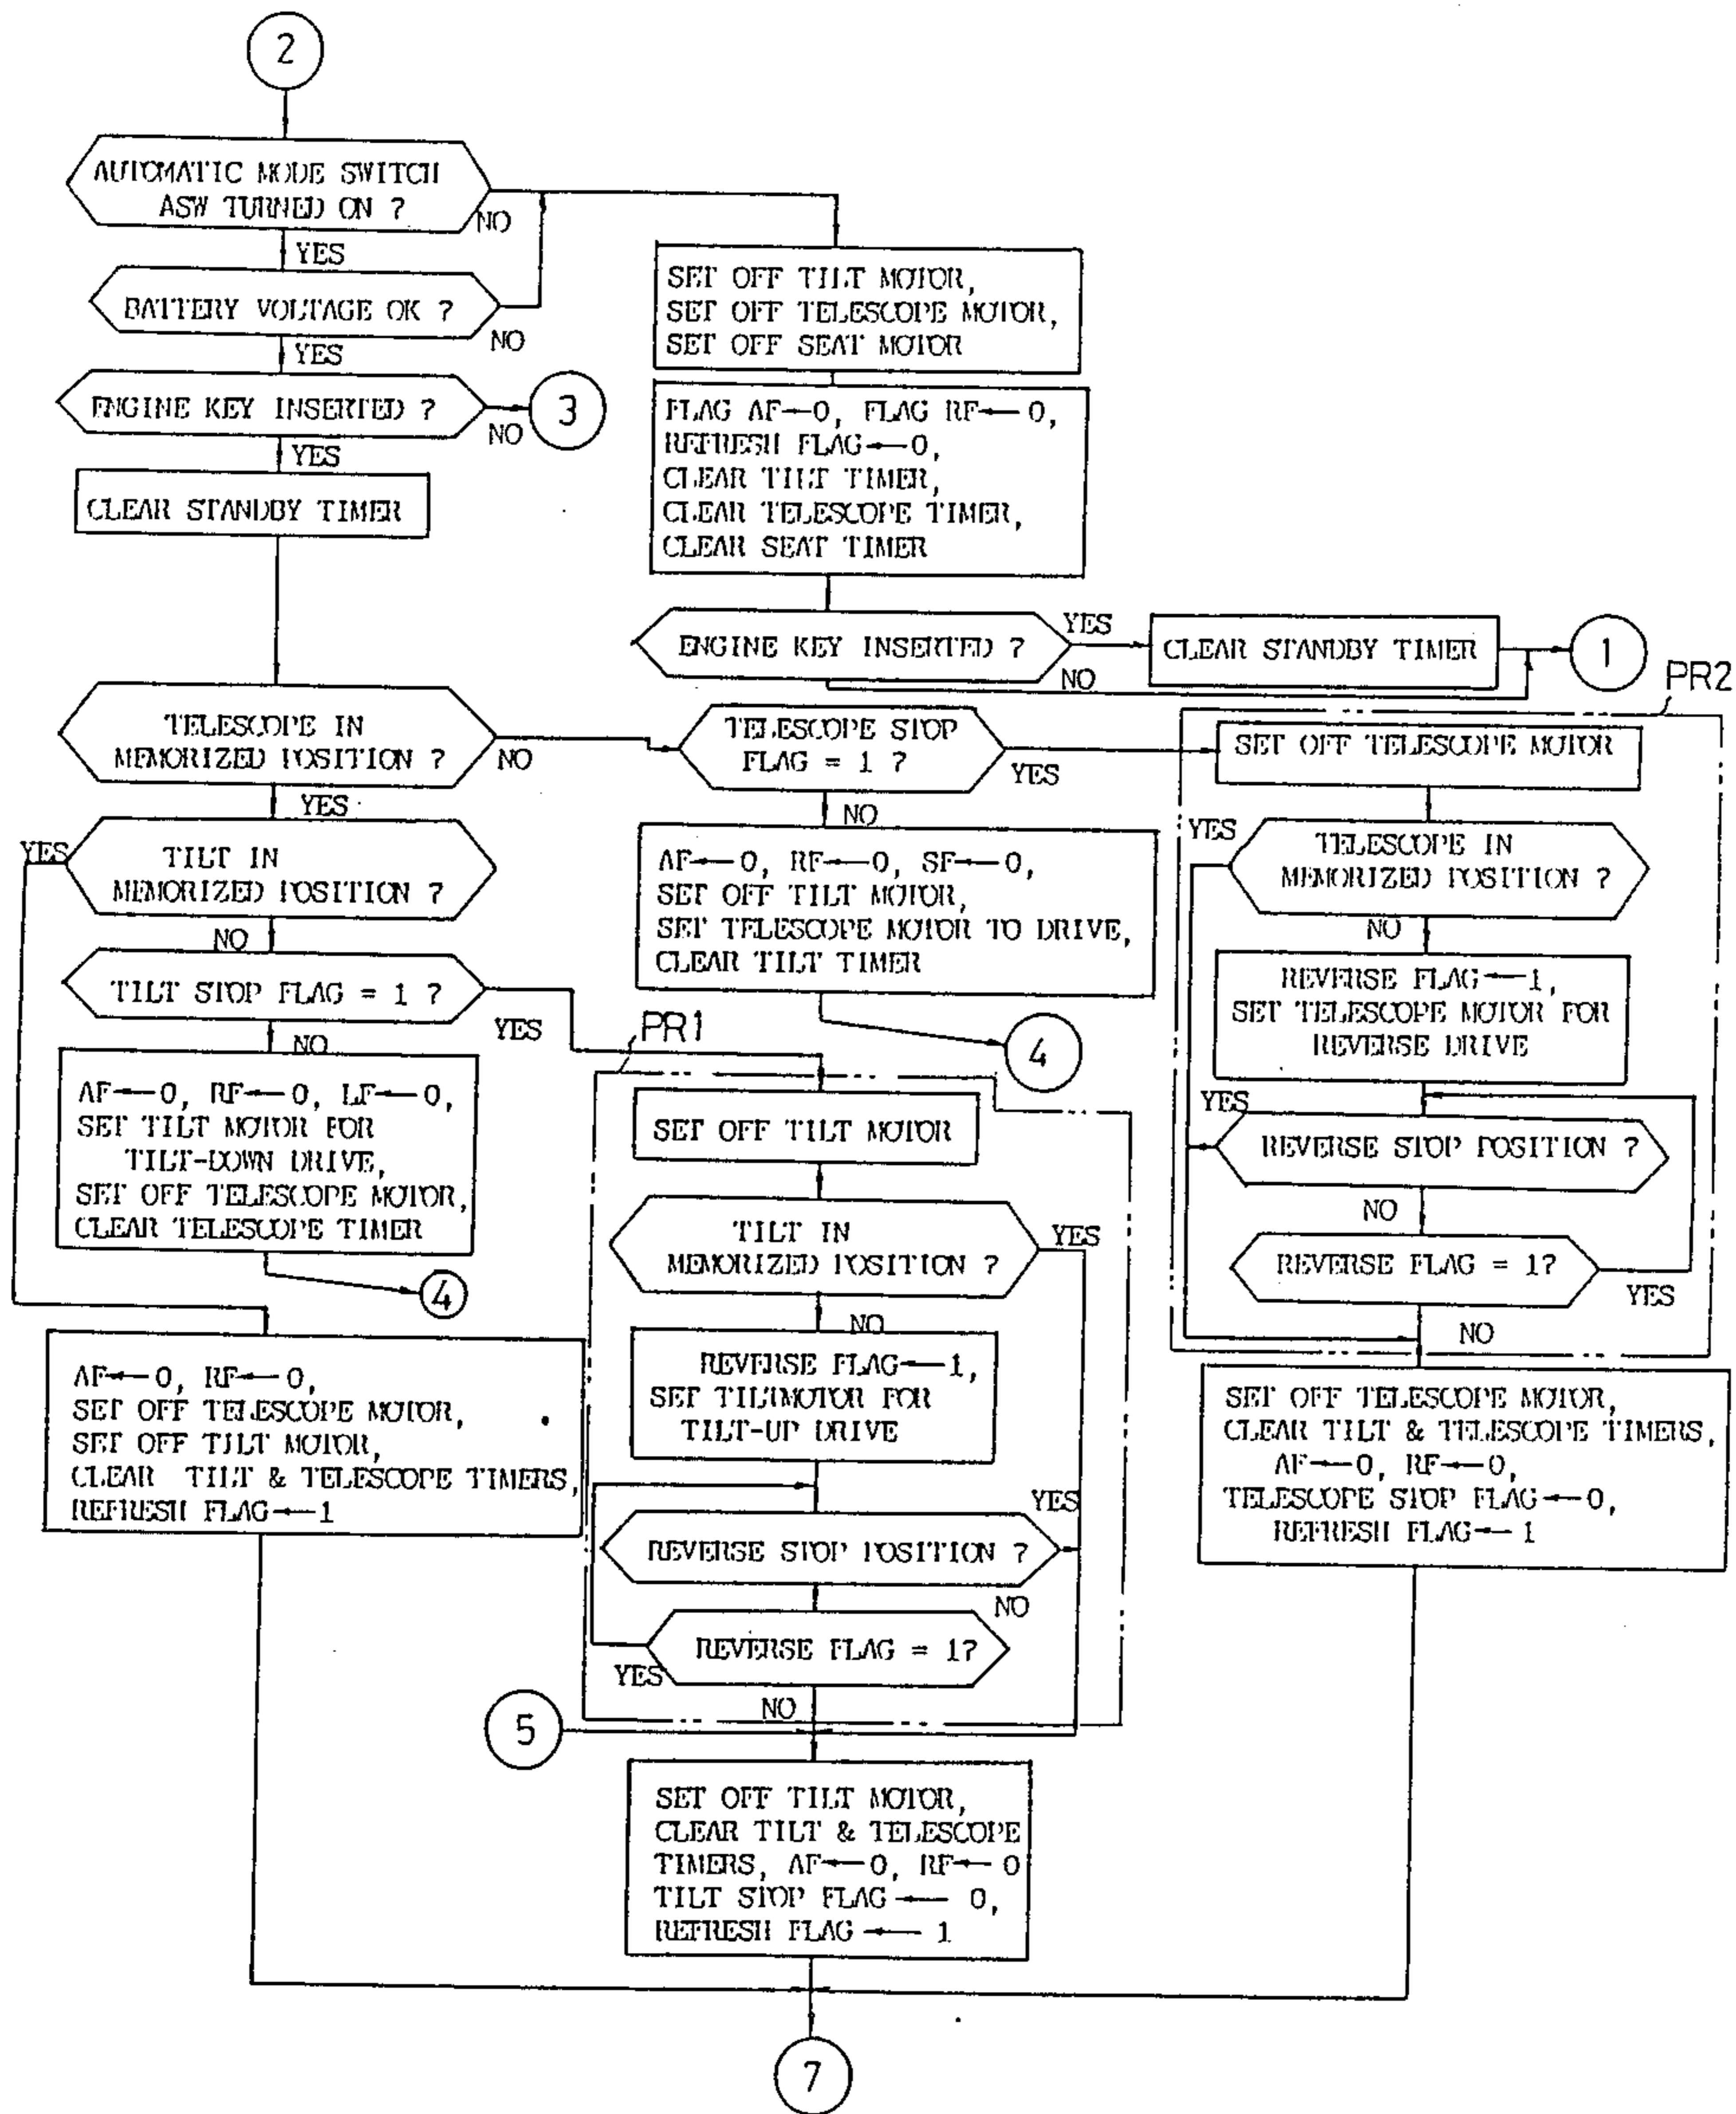 2
AUTOMATIC MODE SWITCH
ASW TURNED ON ?
NO
YES
BATTERY VOLTAGE OK ?
NO
YES
ENGINE KEY INSERTED ?
NO
3
YES
CLEAR STANDBY TIMER
SET OFF TILT MOTOR,
SET OFF TELESCOPE MOTOR,
SET OFF SEAT MOTOR
FLAG AF←0, FLAG RF←0,
REFRESH FLAG←0,
CLEAR TILT TIMER,
CLEAR TELESCOPE TIMER,
CLEAR SEAT TIMER
ENGINE KEY INSERTED ?
YES
NO
CLEAR STANDBY TIMER
1
TELESCOPE IN
MEMORIZED POSITION ?
NO
YES
TELESCOPE STOP
FLAG = 1 ?
YES
NO
PR2
SET OFF TELESCOPE MOTOR
YES
TELESCOPE IN
MEMORIZED POSITION ?
NO
REVERSE FLAG←1,
SET TELESCOPE MOTOR FOR
REVERSE DRIVE
YES
REVERSE STOP POSITION ?
NO
REVERSE FLAG = 1?
YES
NO
SET OFF TELESCOPE MOTOR,
CLEAR TILT & TELESCOPE TIMERS,
AF←0, RF←0,
TELESCOPE STOP FLAG←0,
REFRESH FLAG←1
AF←0, RF←0, SF←0,
SET OFF TILT MOTOR,
SET TELESCOPE MOTOR TO DRIVE,
CLEAR TILT TIMER
4
YES
TILT IN
MEMORIZED POSITION ?
NO
TILT STOP FLAG = 1 ?
YES
NO
AF←0, RF←0, LF←0,
SET TILT MOTOR FOR
TILT-DOWN DRIVE,
SET OFF TELESCOPE MOTOR,
CLEAR TELESCOPE TIMER
4
AF←0, RF←0,
SET OFF TELESCOPE MOTOR,
SET OFF TILT MOTOR,
CLEAR TILT & TELESCOPE TIMERS,
REFRESH FLAG←1
PR1
SET OFF TILT MOTOR
TILT IN
MEMORIZED POSITION ?
YES
NO
REVERSE FLAG←1,
SET TILTMOTOR FOR
TILT-UP DRIVE
YES
REVERSE STOP POSITION ?
NO
REVERSE FLAG = 1?
YES
NO
5
SET OFF TILT MOTOR,
CLEAR TILT & TELESCOPE
TIMERS, AF←0, RF←0
TILT STOP FLAG←0,
REFRESH FLAG←1
7